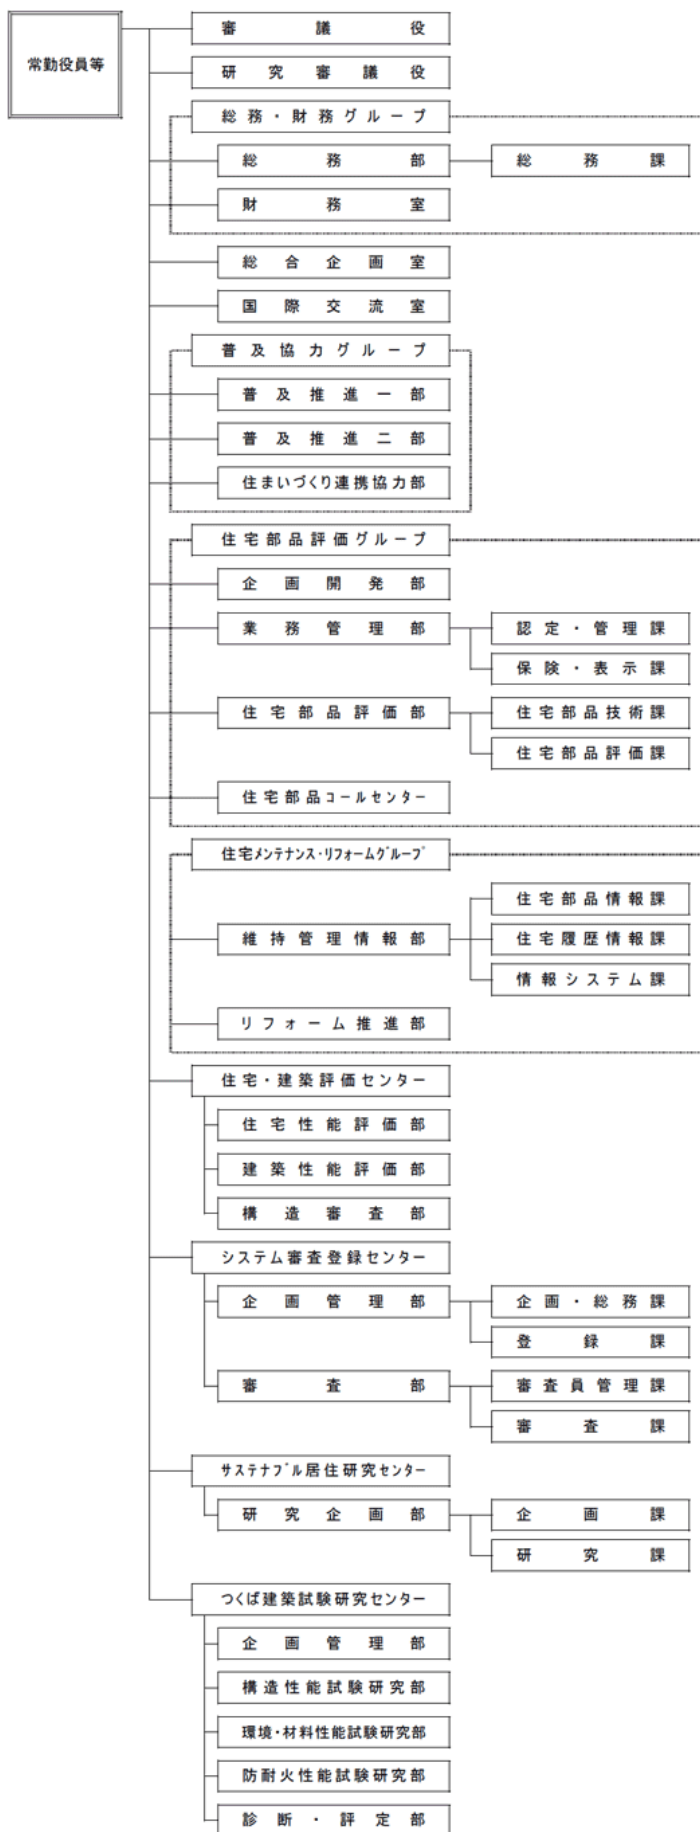 常勤役員等
審議役
研究審議役
総務・財務グループ
総務部
総務課
財務室
総合企画室
国際交流室
普及協力グループ
普及推進一部
普及推進二部
住まいづくり連携協力部
住宅部品評価グループ
企画開発部
業務管理部
認定・管理課
保険・表示課
住宅部品評価部
住宅部品技術課
住宅部品評価課
住宅部品コールセンター
住宅メンテナンス・リフォームグループ
住宅部品情報課
維持管理情報部
住宅履歴情報課
情報システム課
リフォーム推進部
住宅・建築評価センター
住宅性能評価部
建築性能評価部
構造審査部
システム審査登録センター
企画管理部
企画・総務課
登録課
審査部
審査員管理課
審査課
サステナブル居住研究センター
研究企画部
企画課
研究課
つくば建築試験研究センター
企画管理部
構造性能試験研究部
環境・材料性能試験研究部
防耐火性能試験研究部
診断・評定部